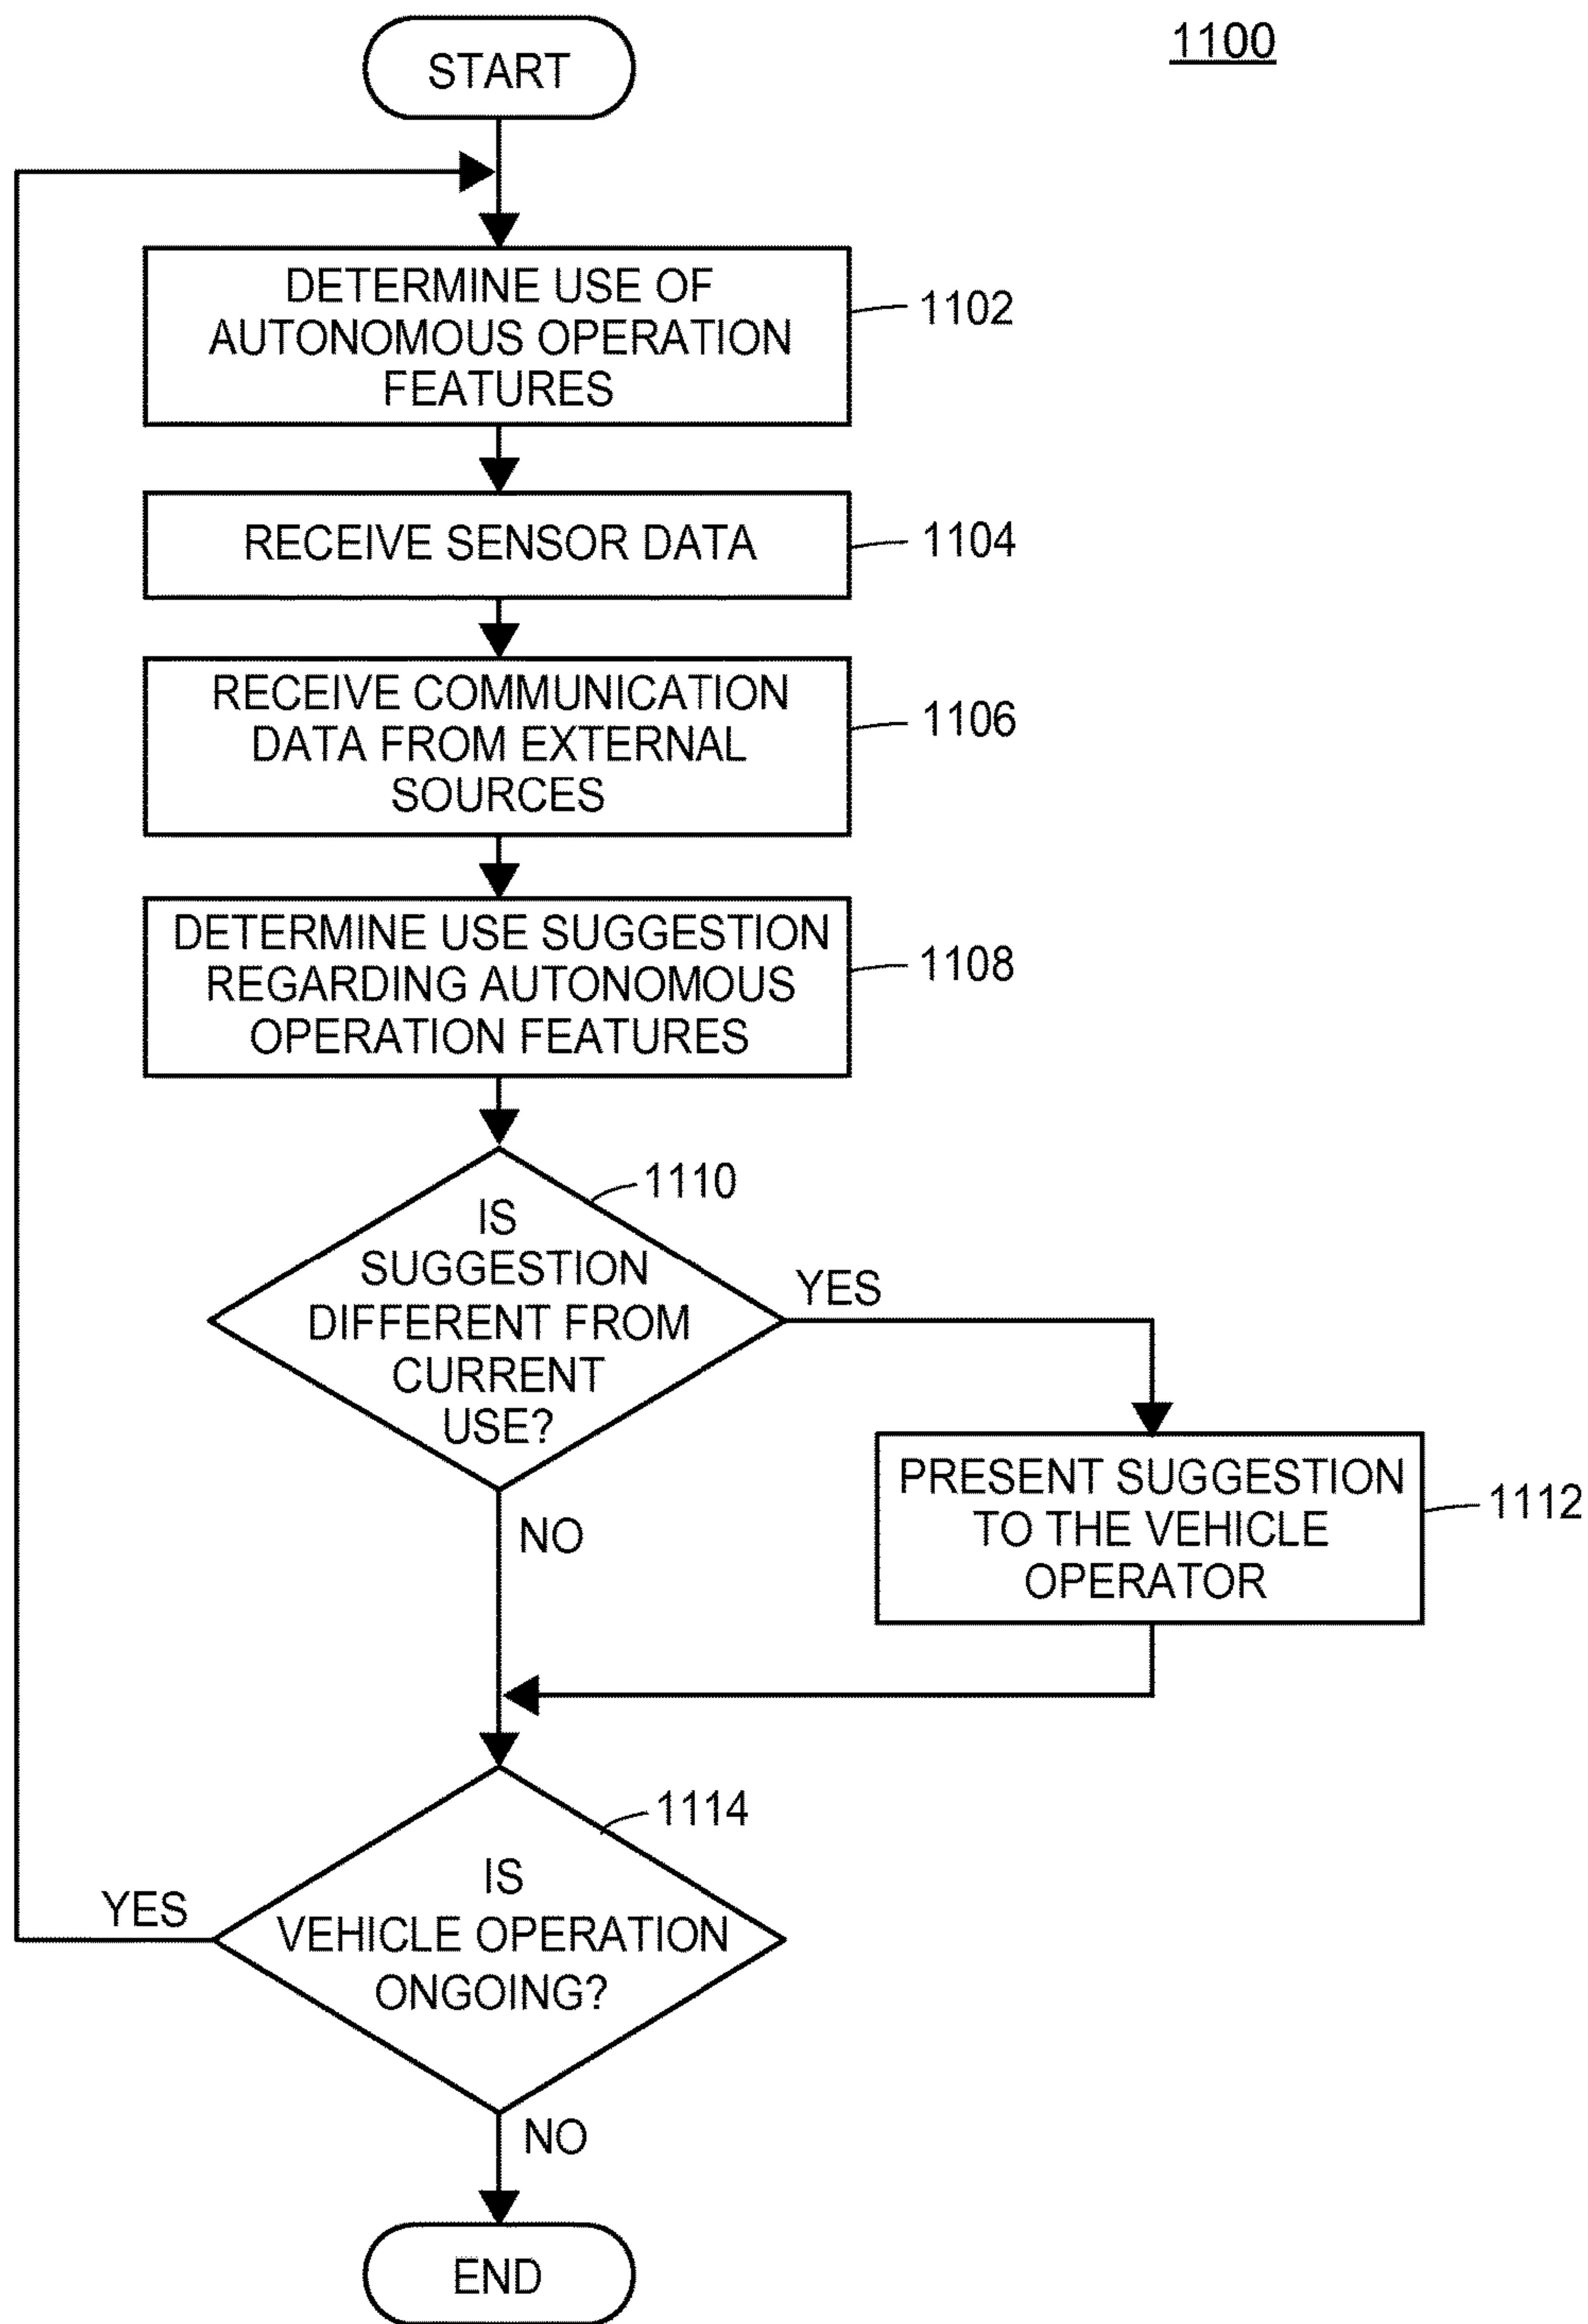 1100
START
DETERMINE USE OF
AUTONOMOUS OPERATION
FEATURES
1102
RECEIVE SENSOR DATA
1104
RECEIVE COMMUNICATION
DATA FROM EXTERNAL
SOURCES
1106
DETERMINE USE SUGGESTION
REGARDING AUTONOMOUS
OPERATION FEATURES
1108
1110
IS
SUGGESTION
DIFFERENT FROM
CURRENT
USE?
YES
NO
PRESENT SUGGESTION
TO THE VEHICLE
OPERATOR
1112
1114
IS
VEHICLE OPERATION
ONGOING?
YES
NO
END